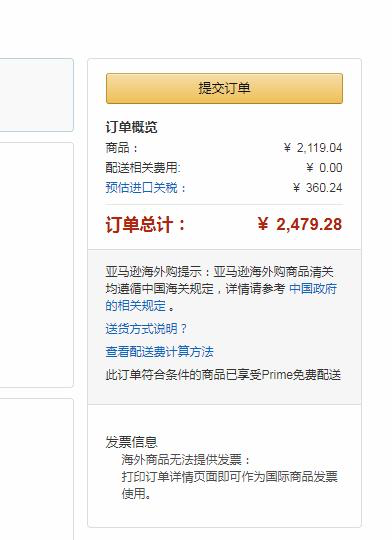 提交订单
订单概览
商品： ￥ 2,119.04
配送相关费用: ￥ 0.00
预估进口关税： ￥ 360.24
订单总计： ￥ 2,479.28
亚马逊海外购提示：亚马逊海外购商品清关
均遵循中国海关规定，详情请参考 中国政府
的相关规定 。
送货方式说明？
查看配送费计算方法
此订单符合条件的商品已享受Prime免费配送
发票信息
海外商品无法提供发票：
打印订单详情页面即可作为国际商品发票
使用。